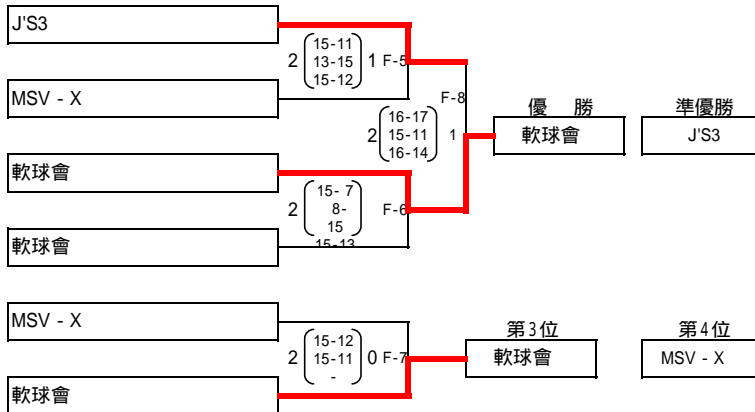 J'S3
15-11
2 13-15 1 F-5
15-12
MSV - X
F-8
優 勝 準優勝
16-17
2 15-11 1 軟球會 J'S3
16-14
軟球會
15- 7
2 8- F-6
15
15-13
軟球會
MSV - X
第3位 第4位
15-12
2 15-11 0 F-7 軟球會 MSV - X
-
軟球會